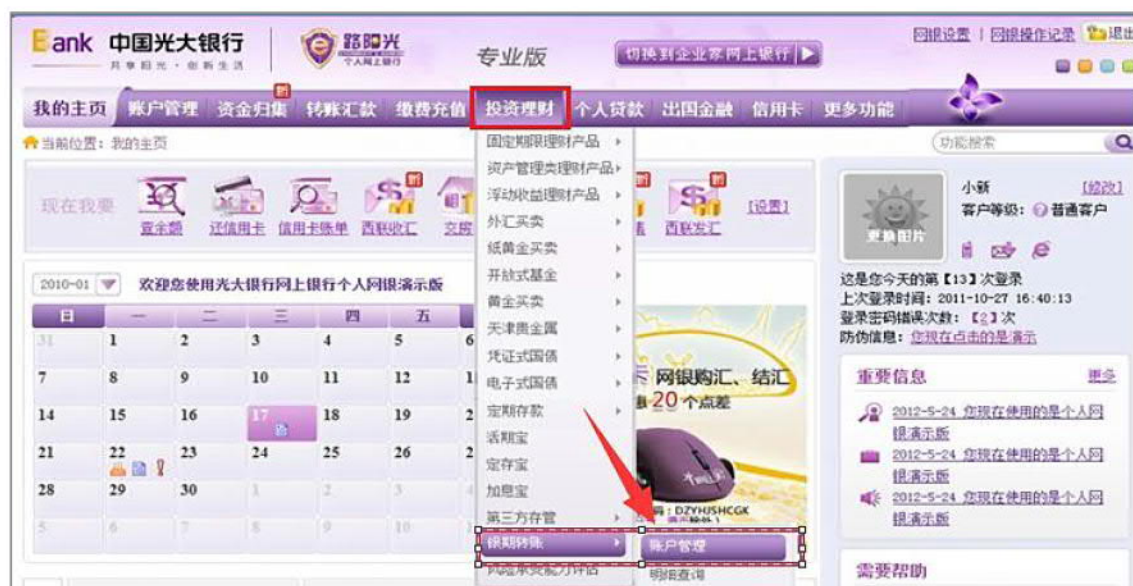 Bank 中国光大银行
共享阳光·创新生活
路阳光
个人网上银行
专业版
切换到企业家网上银行
网银设置 | 网银操作记录 退出
我的主页 账户管理 资金归集 转账汇款 缴费充值 投资理财 个人贷款 出国金融 信用卡 更多功能
新
当前位置：我的主页
功能搜索
现在我要
查余额 还信用卡 信用卡账单 西联收汇 西联发汇 [设置]
固定期限理财产品
资产管理类理财产品
浮动收益理财产品
外汇买卖
纸黄金买卖
开放式基金
黄金买卖
天津贵金属
凭证式国债
电子式国债
定期存款
活期宝
定存宝
加息宝
第三方存管
银期转账
风险承受能力评估
账户管理
明细查询
2010-01 欢迎您使用光大银行网上银行个人网银演示版
日 一 二 三 四 五
31 1 2 3 4 5 6
7 8 9 10 11 12
14 15 16 17 18 19 2
21 22 23 24 25 26 2
28 29 30 1 2 3 4
5 6 7 8 9 10
网银购汇、结汇
20 个点差
码：DZYHJSHCGK
更换图片
小新 [修改]
客户等级： 普通客户
这是您今天的第【13】次登录
上次登录时间：2011-10-27 16:40:13
登录密码错误次数：【2】次
防伪信息：您现在点击的是演示
重要信息 更多
2012-5-24 您现在使用的是个人网
银演示版
2012-5-24 您现在使用的是个人网
银演示版
2012-5-24 您现在使用的是个人网
银演示版
需要帮助